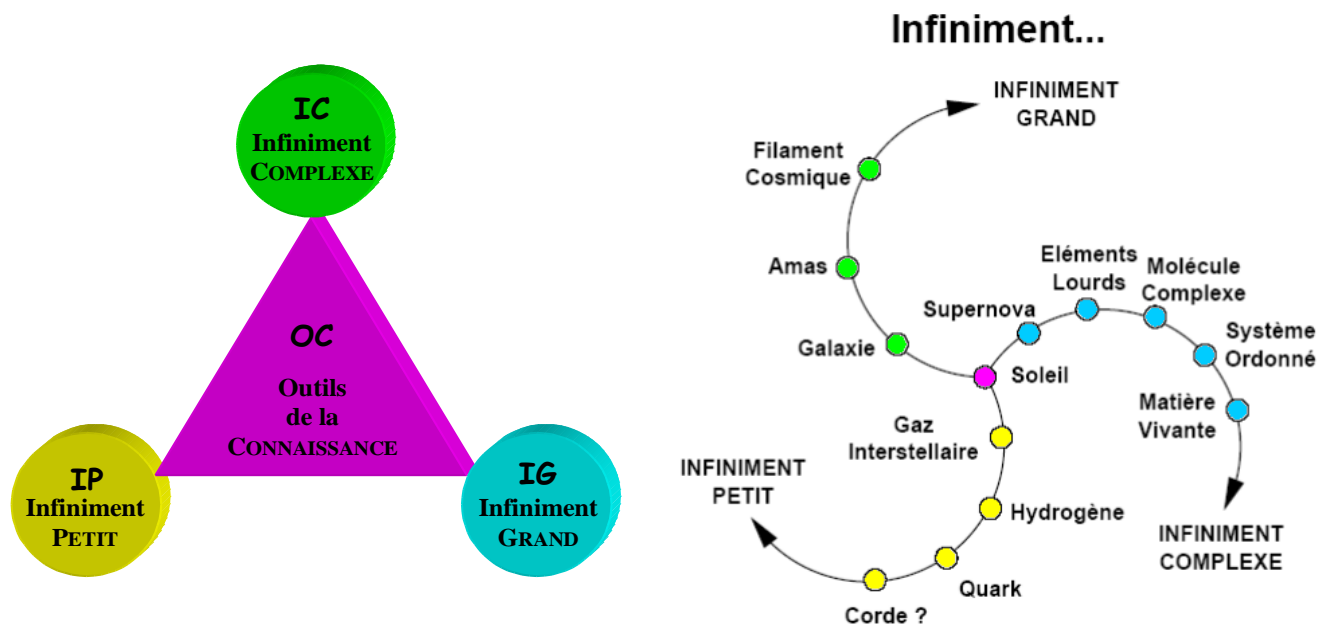 IC
Infiniment
COMPLEXE
OC
Outils
de la
CONNAISSANCE
IP
Infiniment
PETIT
IG
Infiniment
GRAND
Infiniment...
INFINIMENT
GRAND
Filament
Cosmique
Amas
Galaxie
Supernova
Eléments
Lourds
Molécule
Complexe
Système
Ordonné
Matière
Vivante
INFINIMENT
COMPLEXE
Soleil
Gaz
Interstellaire
Hydrogène
Quark
Corde ?
INFINIMENT
PETIT